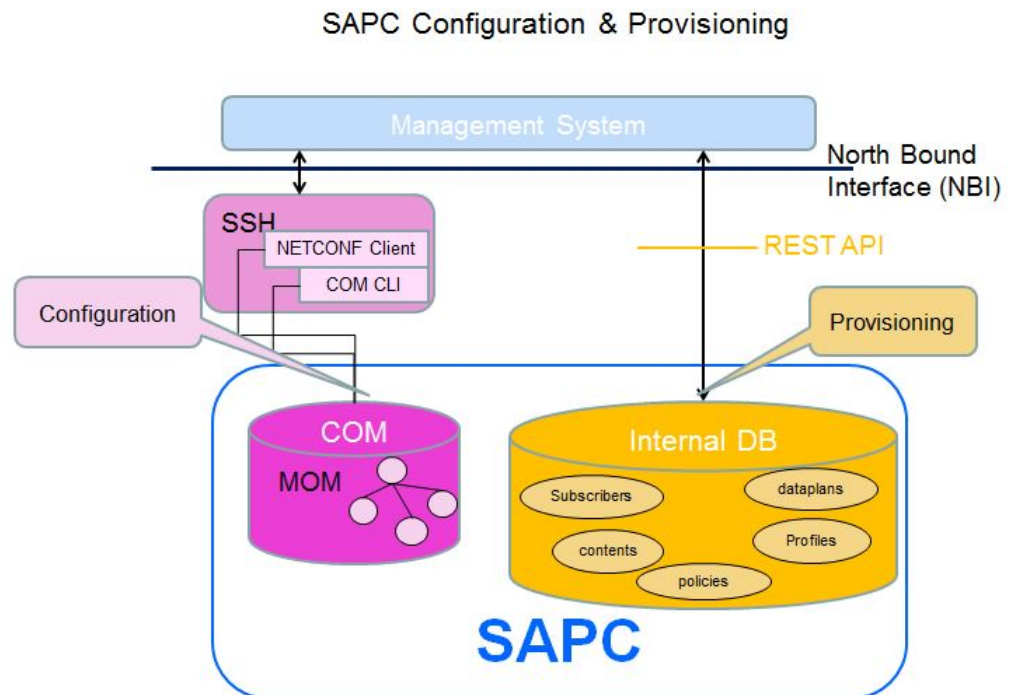 SAPC Configuration & Provisioning
Management System
North Bound
Interface (NBI)
SSH
NETCONF Client
COM CLI
REST API
Configuration
Provisioning
COM
MOM
Internal DB
Subscribers
dataplans
contents
Profiles
policies
SAPC